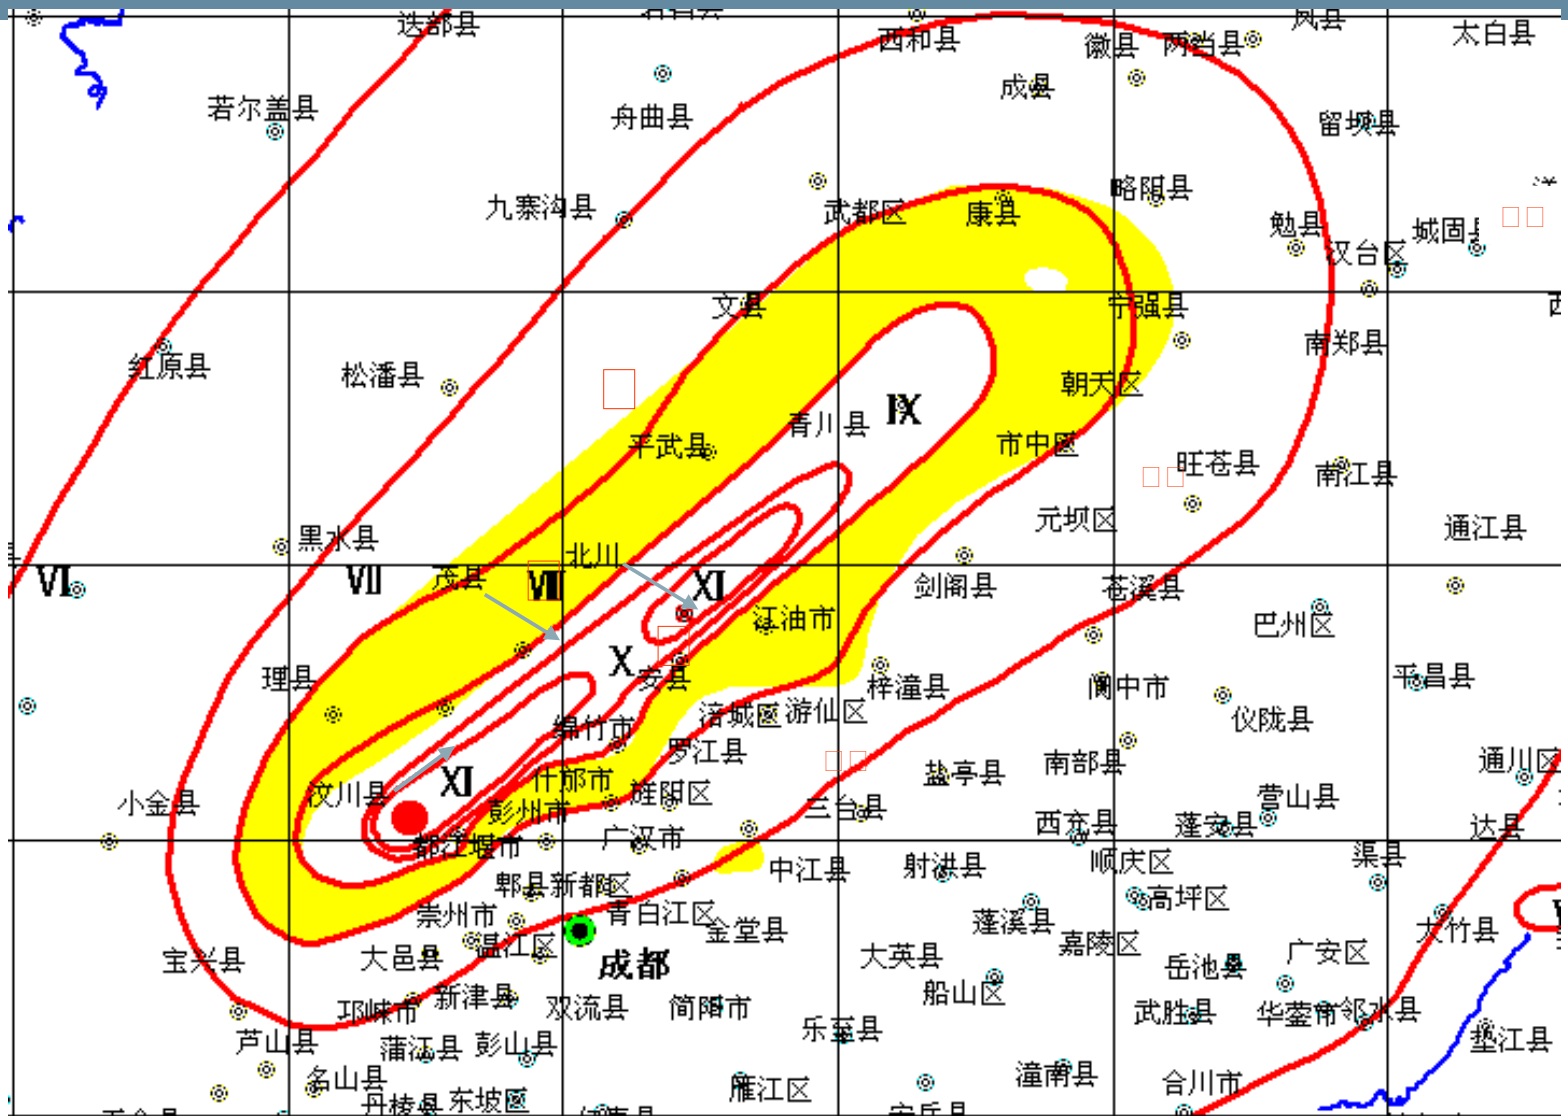 迭部县
西和县
徽县
两当县
凤县
太白县
若尔盖县
舟曲县
成县
留坝县
九寨沟县
武都区
康县
略阳县
勉县
汉台区
城固
文县
宁强县
红原县
松潘县
南郑县
朝天区
青川县
IX
平武县
市中区
旺苍县
南江县
黑水县
元坝区
通江县
北川
VI
VII
茂县
VIII
XI
剑阁县
苍溪县
江油市
巴州区
X
理县
安县
梓潼县
阆中市
平昌县
涪城区
游仙区
仪陇县
绵竹市
罗江县
南部县
通川区
XI
什邡市
盐亭县
汶川县
旌阳区
营山县
小金县
彭州市
三台县
西充县
蓬安县
达县
都江堰市
广汉市
渠县
中江县
射洪县
顺庆区
郫县
新都区
高坪区
崇州市
青白江区
金堂县
蓬溪县
大竹县
温江区
嘉陵区
宝兴县
大邑县
成都
大英县
岳池县
广安区
船山区
邛崃市
新津县
双流县
简阳市
武胜县
华蓥市
邻水县
乐至县
芦山县
蒲江县
彭山县
垫江县
名山县
潼南县
合川市
雁江区
丹棱县
东坡区